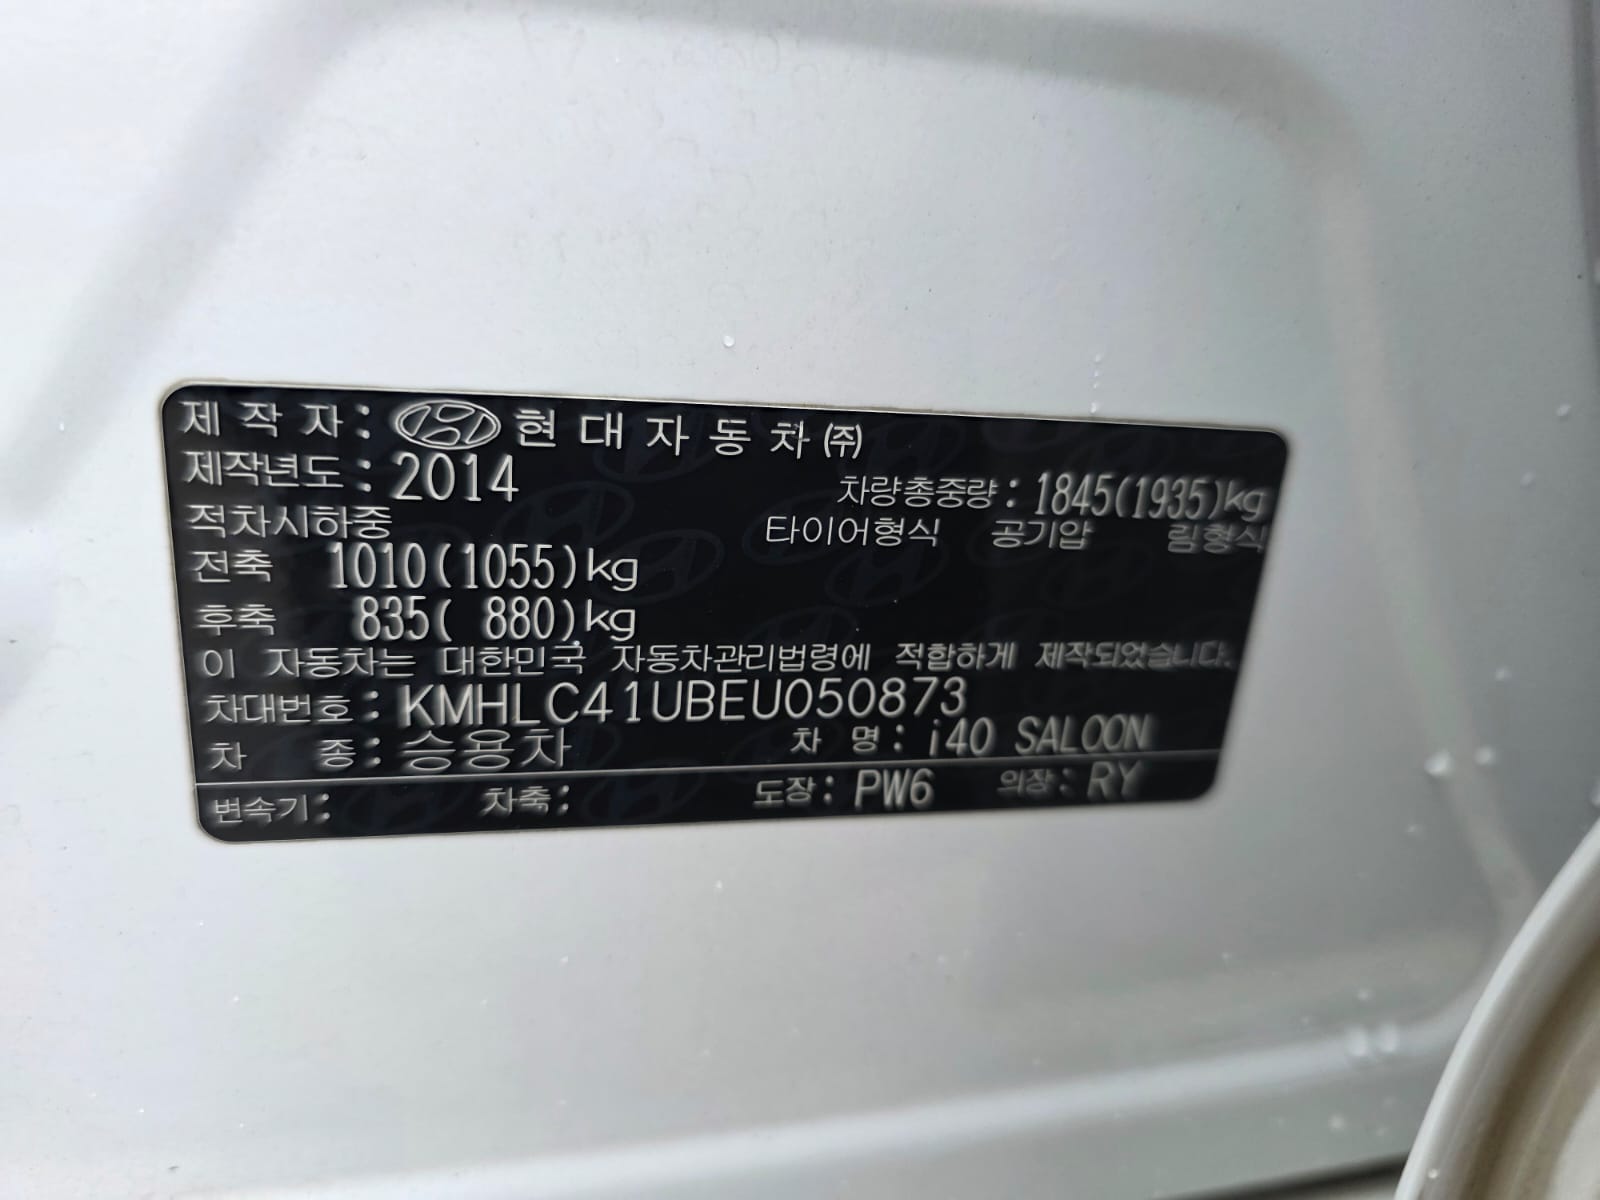 제 작 자 : 현 대 자 동 차 ㈜
제작년도 : 2014
차량총중량 : 1845(1935)kg
적차시하중
타이어형식 공기압 림형식
전축 1010(1055)kg
후축 835( 880)kg
이 자동차는 대한민국 자동차관리법령에 적합하게 제작되었습니다.
차대번호 : KMHLC41UBEU050873
차 종 : 승용차 차 명 : i40 SALOON
변속기 : 차축 : 도장 : PW6 의장 : RY